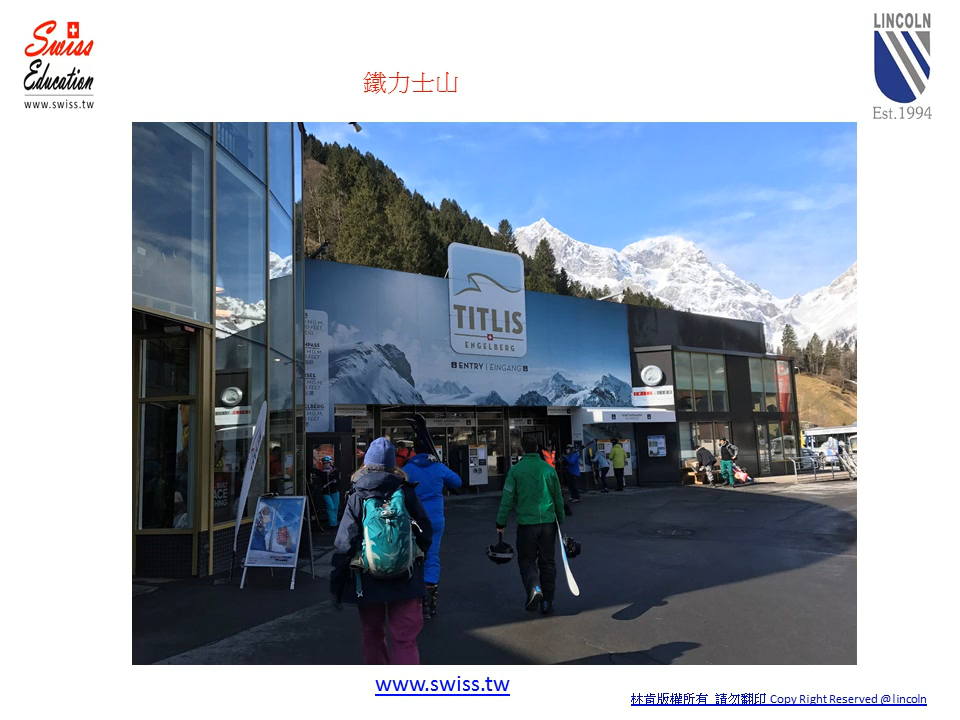 Swiss
Education
www.swiss.tw
LINCOLN
Est.1994
鐵力士山
TITLIS
ENGELBERG
ENTRY | EINGANG
www.swiss.tw
林肯版權所有 請勿翻印 Copy Right Reserved @lincoln